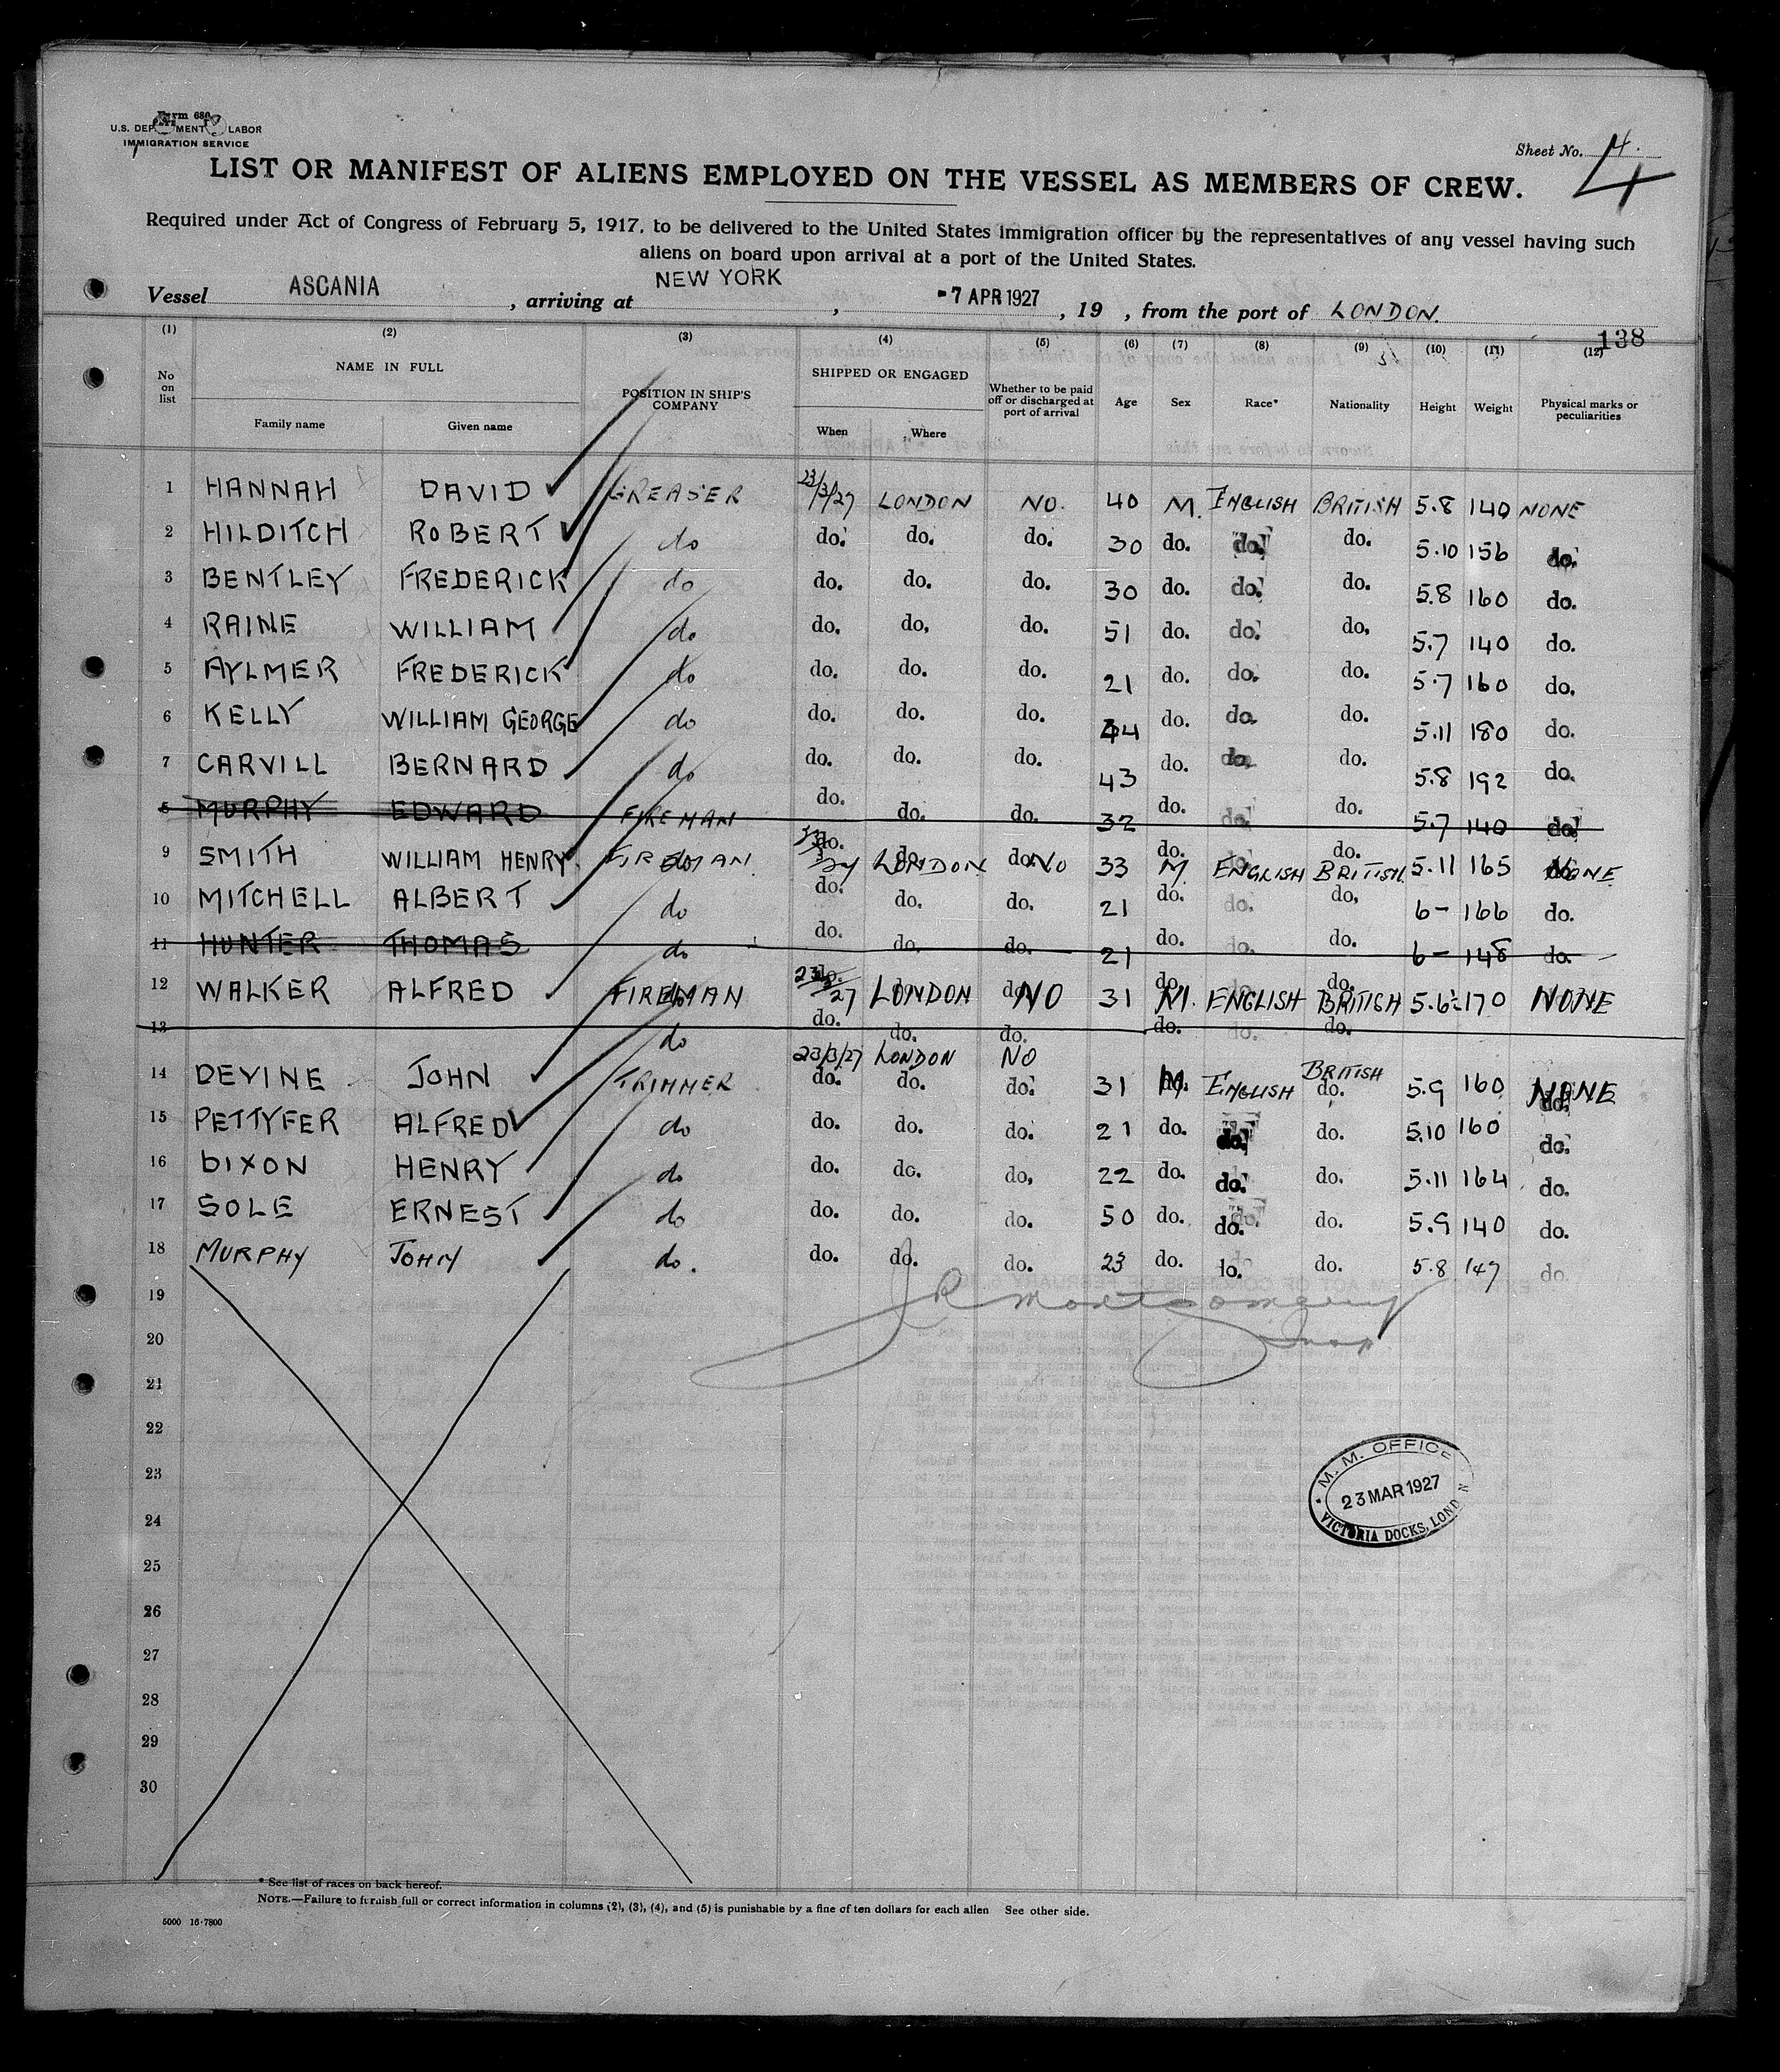 Form 680
U.S. DEPARTMENT LABOR
IMMIGRATION SERVICE
Sheet No. 4.
4
LIST OR MANIFEST OF ALIENS EMPLOYED ON THE VESSEL AS MEMBERS OF CREW.
Required under Act of Congress of February 5, 1917, to be delivered to the United States immigration officer by the representatives of any vessel having such
aliens on board upon arrival at a port of the United States.
Vessel ASCANIA, arriving at NEW YORK, -7 APR 1927, 19 , from the port of LONDON.
138
(1) (2) (3) (4) (5) (6) (7) (8) (9) (10) (11) (12)
No on list NAME IN FULL Family name Given name POSITION IN SHIP'S COMPANY SHIPPED OR ENGAGED When Where Whether to be paid off or discharged at port of arrival Age Sex Race* Nationality Height Weight Physical marks or peculiarities
1 HANNAH DAVID GREASER 23/3/27 LONDON NO. 40 M. ENGLISH BRITISH 5.8 140 NONE
2 HILDITCH ROBERT do do. do. do. 30 do. do. do. 5.10 156 do.
3 BENTLEY FREDERICK do do. do. do. 30 do. do. do. 5.8 160 do.
4 RAINE WILLIAM do do. do. do. 51 do. do. do. 5.7 140 do.
5 AYLMER FREDERICK do do. do. do. 21 do. do. do. 5.7 160 do.
6 KELLY WILLIAM GEORGE do do. do. do. 44 do. do. do. 5.11 180 do.
7 CARVILL BERNARD do do. do. do. 43 do. do. do. 5.8 192 do.
8 MURPHY EDWARD FIREMAN do. do. do. 32 do. do. do. 5.7 140 do.
9 SMITH WILLIAM HENRY FIREMAN LONDON NO 33 M. ENGLISH BRITISH. 5.11 165 NONE
10 MITCHELL ALBERT do do. do. do. 21 do. do. do. 6- 166 do.
11 HUNTER THOMAS do do. do. do. 21 do. do. do. 6- 148 do.
12 WALKER ALFRED FIREMAN 27 LONDON NO 31 M. ENGLISH BRITISH 5.6½ 170 NONE
13 do do. do. do. do. do. do.
14 DEVINE JOHN TRIMMER 23/3/27 LONDON NO do. do. do. 31 M. ENGLISH BRITISH do. 5.9 160 NONE
15 PETTYFER ALFRED do do. do. do. 21 do. do. do. 5.10 160 do.
16 DIXON HENRY do do. do. do. 22 do. do. do. 5.11 164 do.
17 SOLE ERNEST do do. do. do. 50 do. do. do. 5.9 140 do.
18 MURPHY JOHN do. do. do. do. 23 do. do. do. 5.8 147 do.
19
J R Montgomery
20
21
22
23
24
25
26
27
28
29
30
M. M. OFFICE
23 MAR 1927
VICTORIA DOCKS, LOND N
* See list of races on back hereof.
NOTE.—Failure to furnish full or correct information in columns (2), (3), (4), and (5) is punishable by a fine of ten dollars for each alien See other side.
5000 16-7800